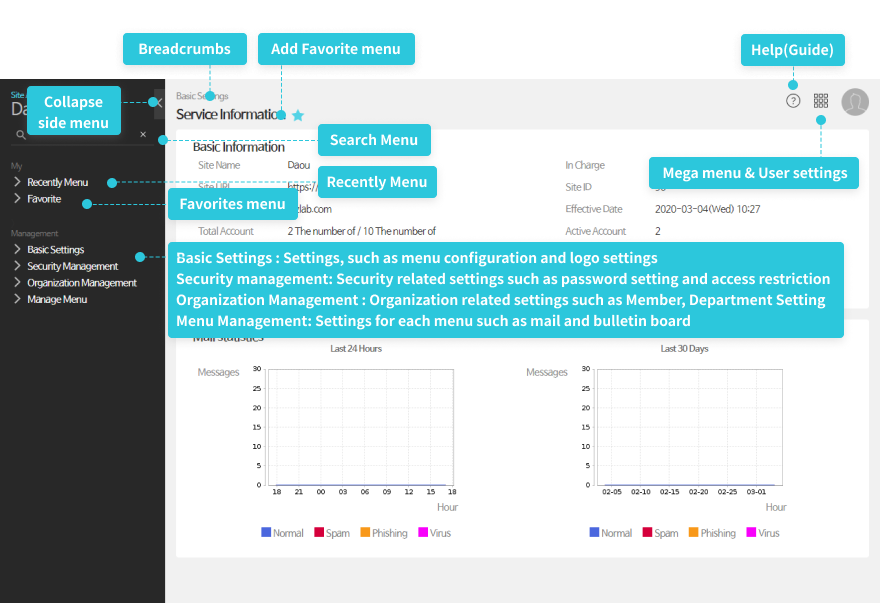 Breadcrumbs
Add Favorite menu
Help(Guide)
Site
Da
Collapse
side menu
Basic Settings
Service Information
Search Menu
Basic Information
Site Name
Daou
In Charge
My
Recently Menu
Favorite
Recently Menu
Favorites menu
Mega menu & User settings
Site URL
https:/
Site ID
lab.com
Effective Date
2020-03-04(Wed) 10:27
Total Account
2 The number of / 10 The number of
Active Account
2
Management
Basic Settings
Security Management
Organization Management
Manage Menu
Basic Settings : Settings, such as menu configuration and logo settings
Security management: Security related settings such as password setting and access restriction
Organization Management : Organization related settings such as Member, Department Setting
Menu Management: Settings for each menu such as mail and bulletin board
Mail statistics
Last 24 Hours
Messages
30
25
20
15
10
5
0
18 21 00 03 06 09 12 15 18
Hour
Normal Spam Phishing Virus
Last 30 Days
Messages
30
25
20
15
10
5
0
02-05 02-10 02-15 02-20 02-25 03-01
Hour
Normal Spam Phishing Virus